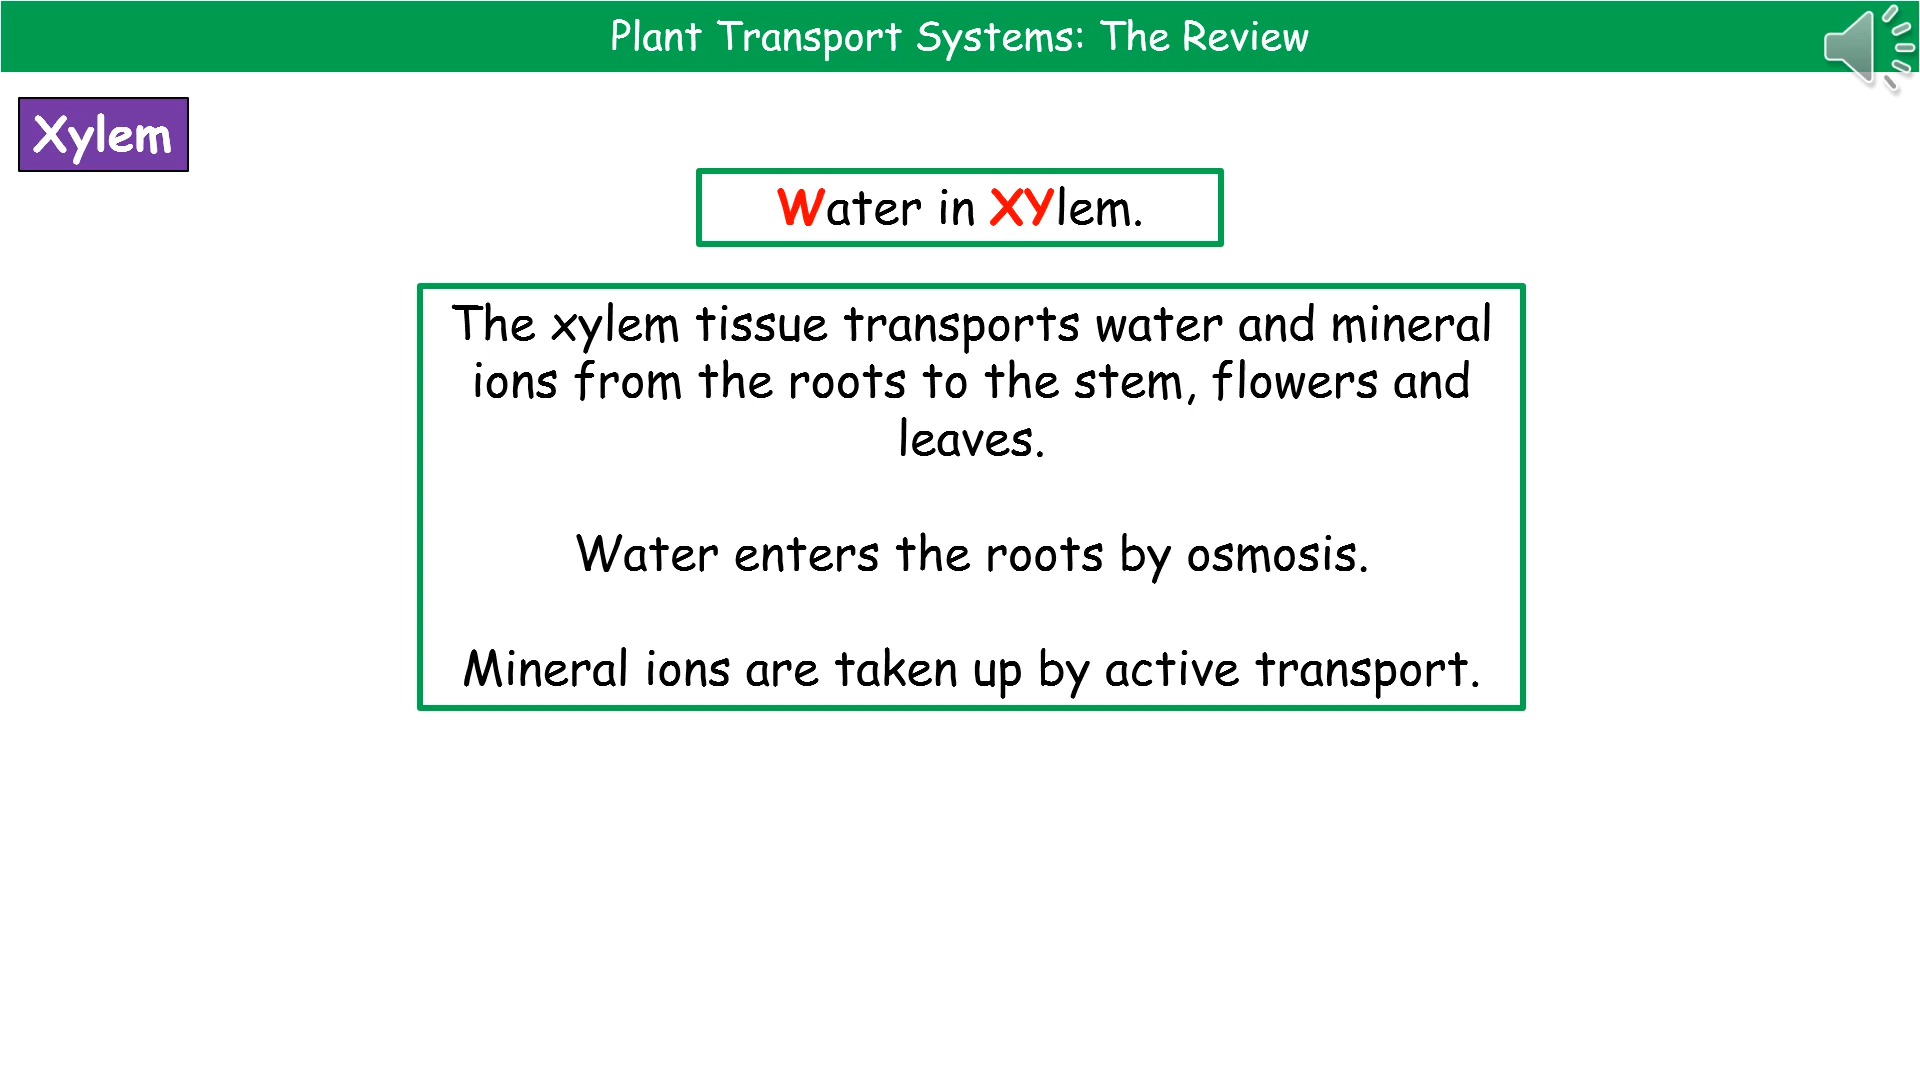 Plant Transport Systems: The Review
Xylem
Water in XYlem.
The xylem tissue transports water and mineral
ions from the roots to the stem, flowers and
leaves.
Water enters the roots by osmosis.
Mineral ions are taken up by active transport.